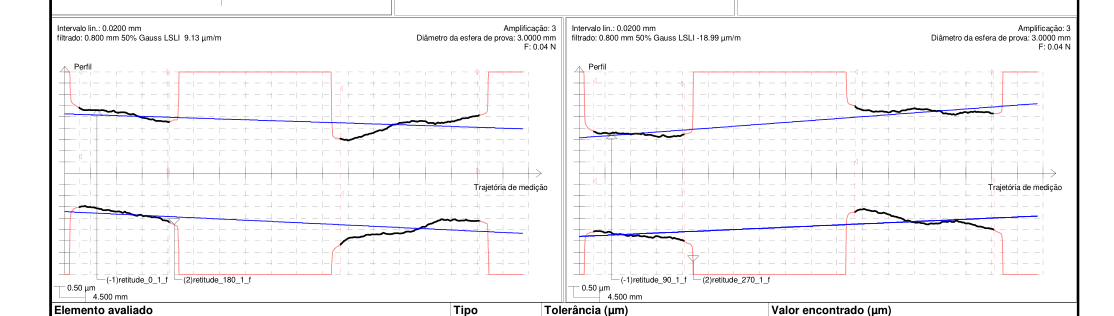 Intervalo lin.: 0.0200 mm
Amplificação: 3
filtrado: 0.800 mm 50% Gauss LSLI  9.13 µm/m
Diâmetro da esfera de prova: 3.0000 mm
F: 0.04 N
Perfil
Trajetória de medição
(-1)retitude_0_1_f
(2)retitude_180_1_f
0.50 µm
4.500 mm
Intervalo lin.: 0.0200 mm
Amplificação: 3
filtrado: 0.800 mm 50% Gauss LSLI -18.99 µm/m
Diâmetro da esfera de prova: 3.0000 mm
F: 0.04 N
Perfil
Trajetória de medição
(-1)retitude_90_1_f
(2)retitude_270_1_f
0.50 µm
4.500 mm
Elemento avaliado
Tipo
Tolerância (µm)
Valor encontrado (µm)